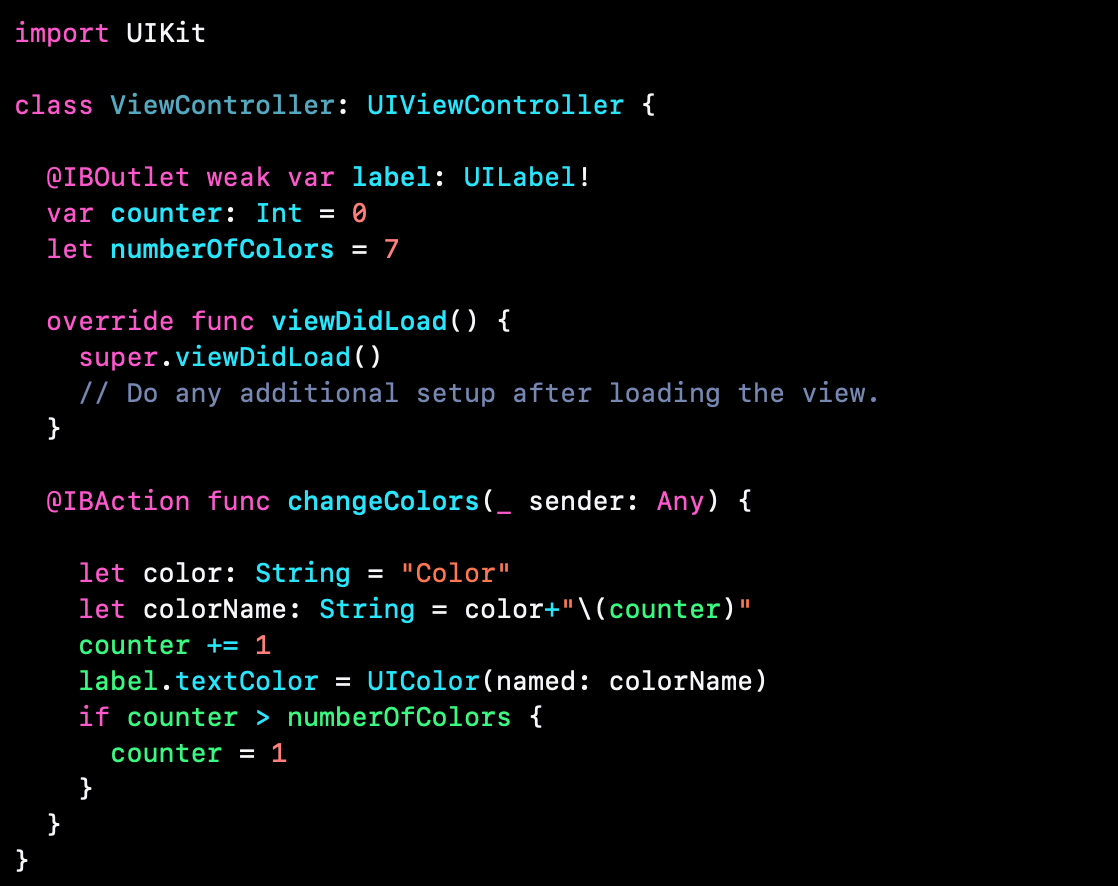 import UIKit
class ViewController: UIViewController {
@IBOutlet weak var label: UILabel!
var counter: Int = 0
let numberOfColors = 7
override func viewDidLoad() {
super.viewDidLoad()
// Do any additional setup after loading the view.
}
@IBAction func changeColors(_ sender: Any) {
let color: String = "Color"
let colorName: String = color+"\(counter)"
counter += 1
label.textColor = UIColor(named: colorName)
if counter > numberOfColors {
counter = 1
}
}
}